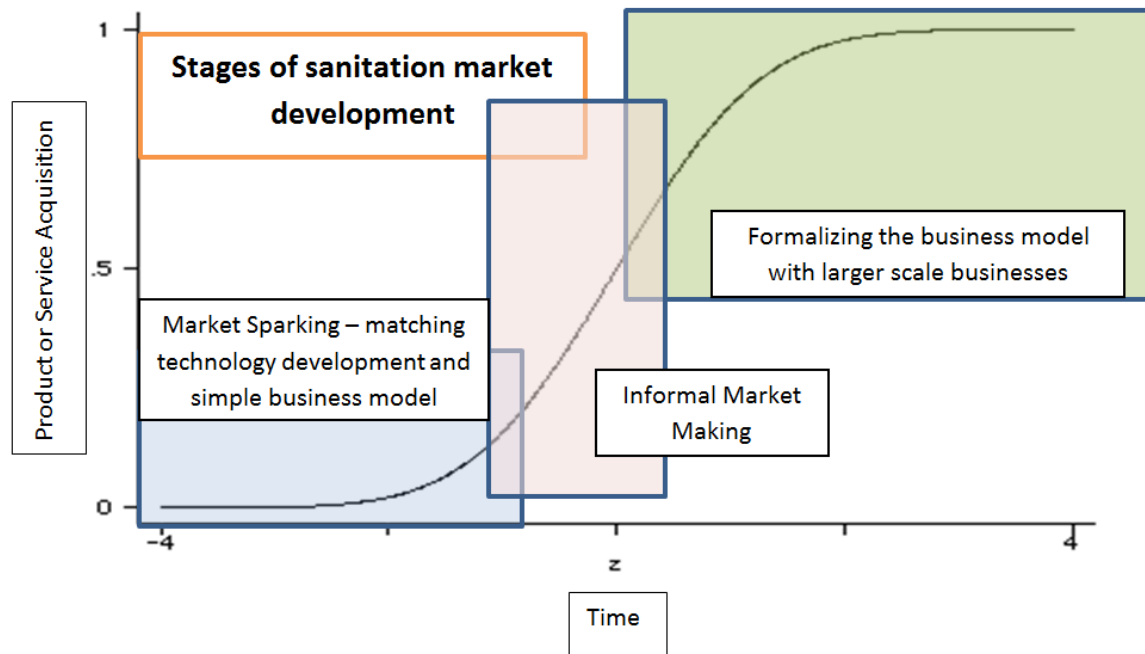 Stages of sanitation market
development
Product or Service Acquisition
1
.5
0
Market Sparking – matching
technology development and
simple business model
Informal Market
Making
Formalizing the business model
with larger scale businesses
-4
z
4
Time